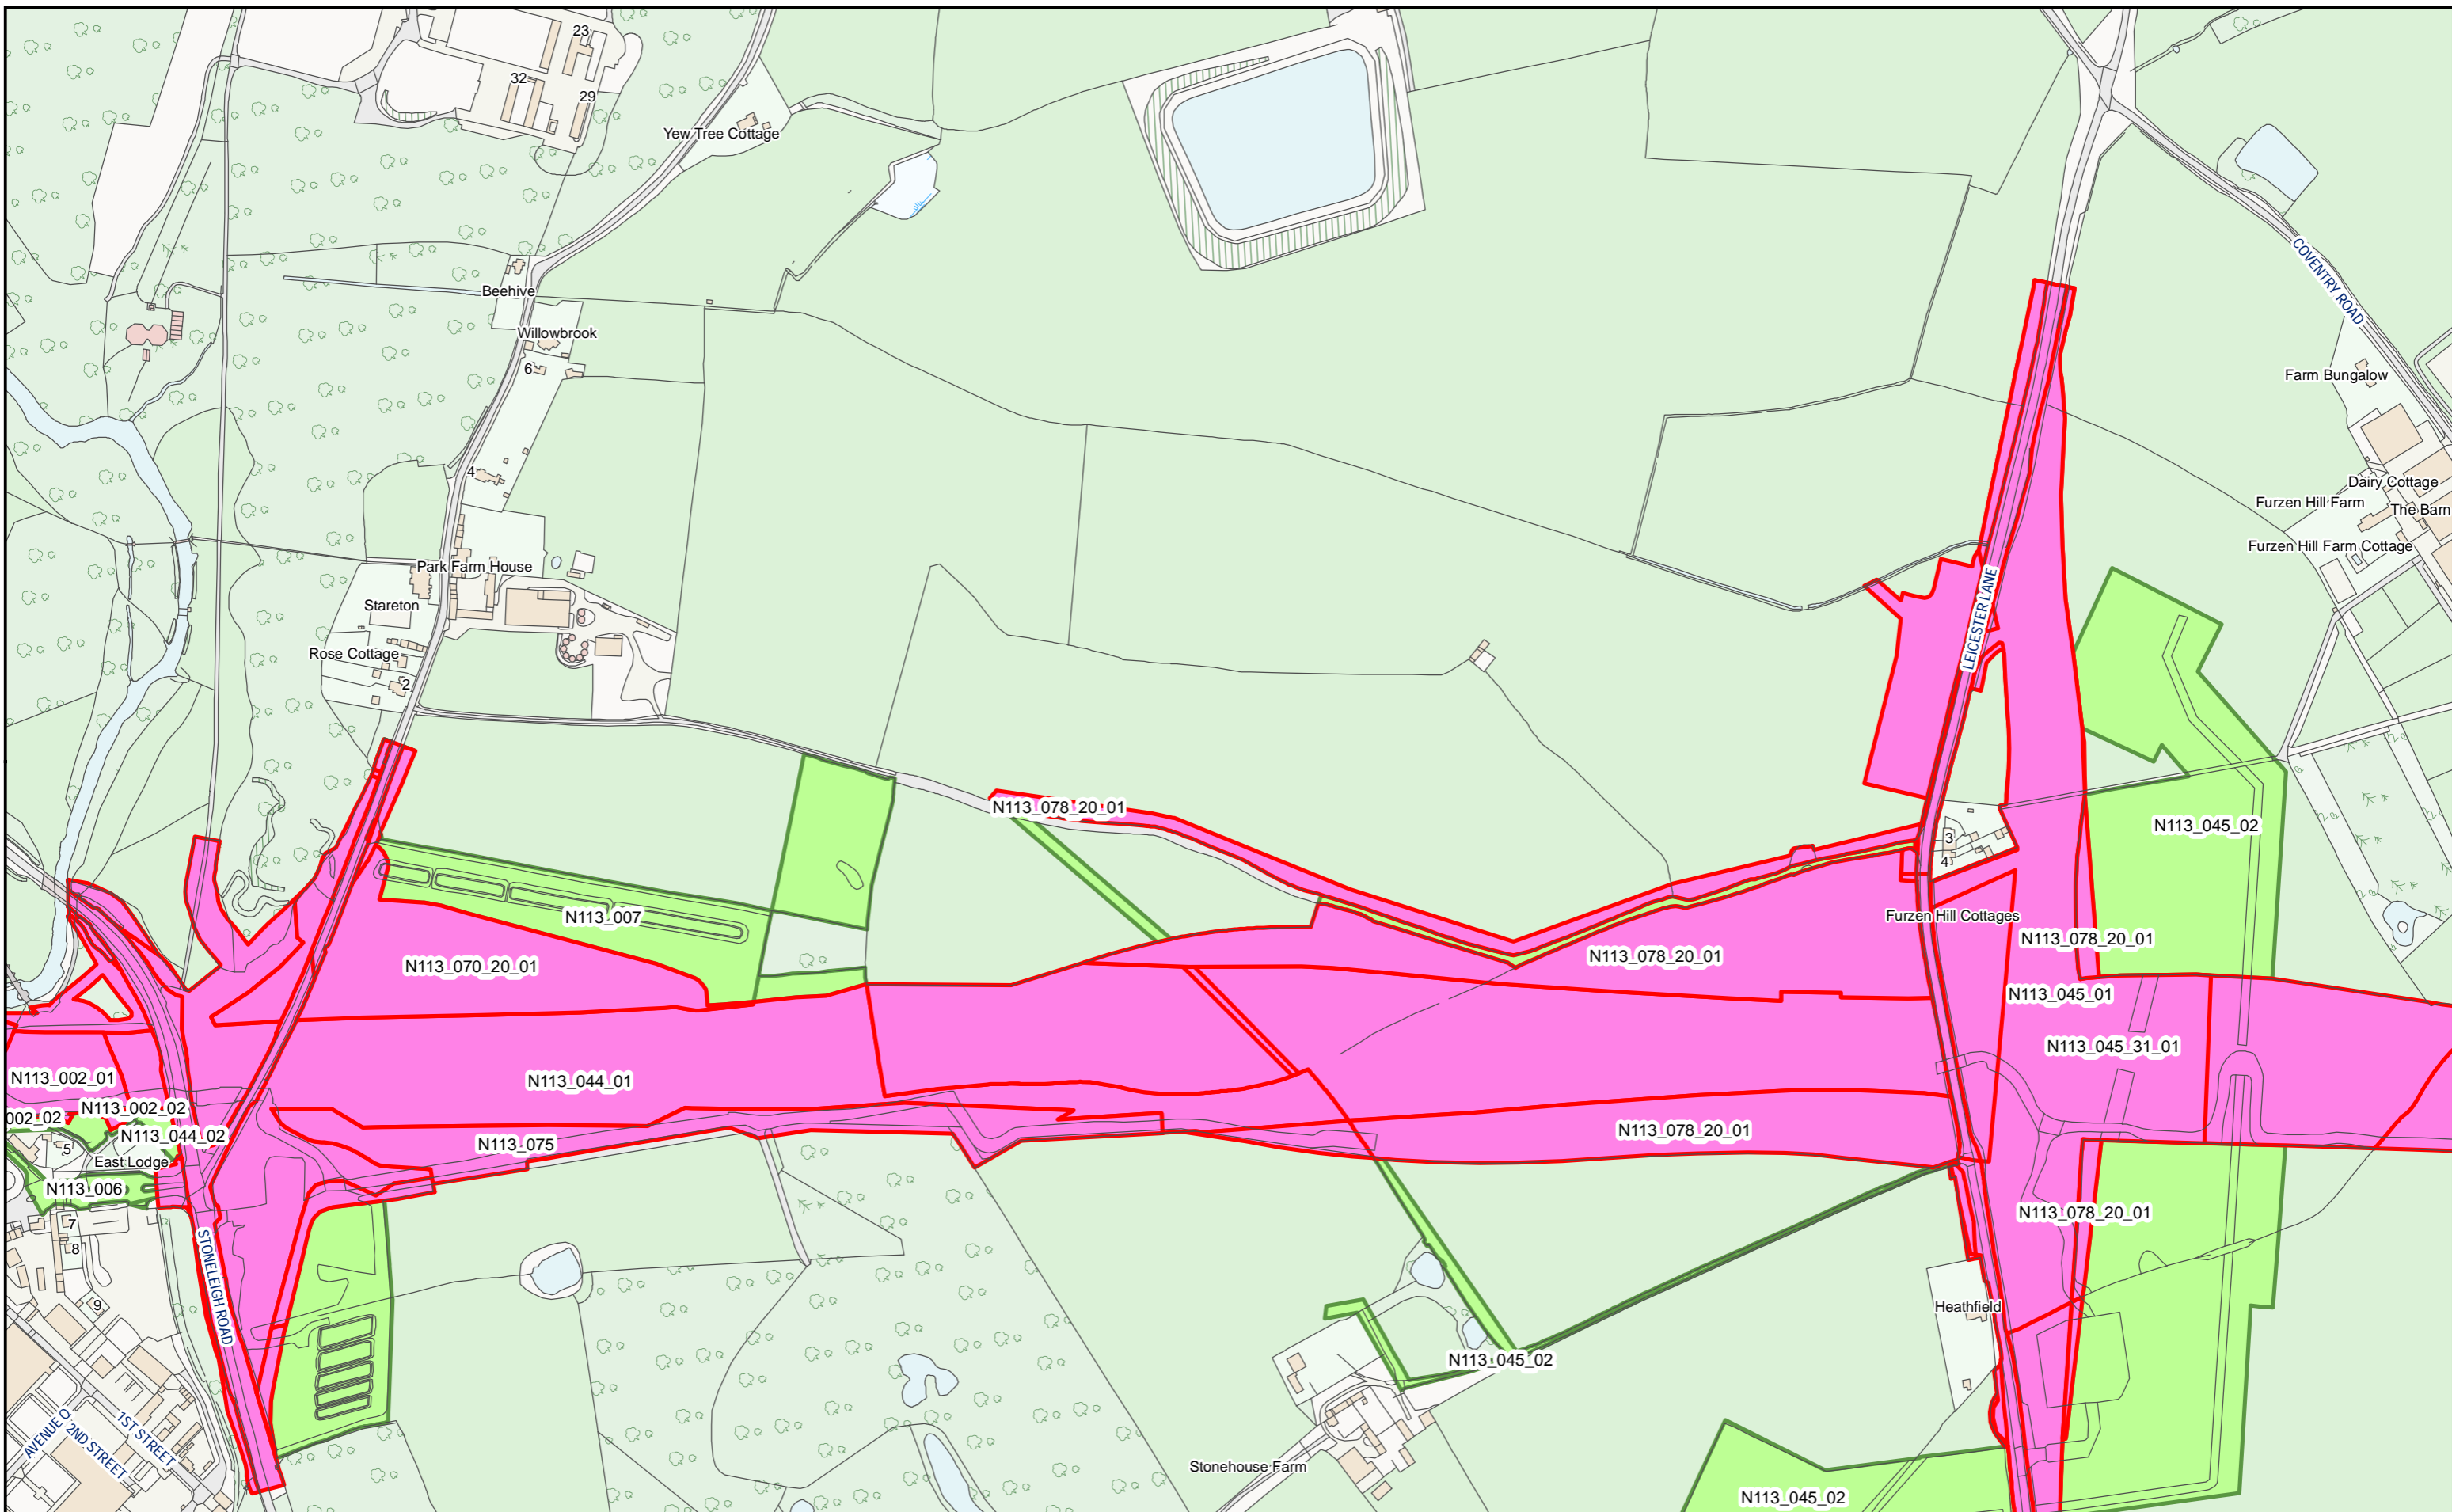 23
32
29
Yew Tree Cottage
COVENTRY ROAD
Beehive
Willowbrook
6
Farm Bungalow
4
Dairy Cottage
Furzen Hill Farm
The Barn
Furzen Hill Farm Cottage
Park Farm House
Stareton
LEICESTER LANE
Rose Cottage
2
N113_078_20_01
N113_045_02
3
4
N113_007
Furzen Hill Cottages
N113_078_20_01
N113_078_20_01
N113_070_20_01
N113_045_01
N113_045_31_01
N113_002_01
N113_044_01
002_02
N113_002_02
N113_044_02
N113_078_20_01
N113_075
5
East Lodge
N113_006
N113_078_20_01
7
8
STONELEIGH ROAD
9
Heathfield
N113_045_02
1ST STREET
AVENUE Q
2ND STREET
Stonehouse Farm
N113_045_02